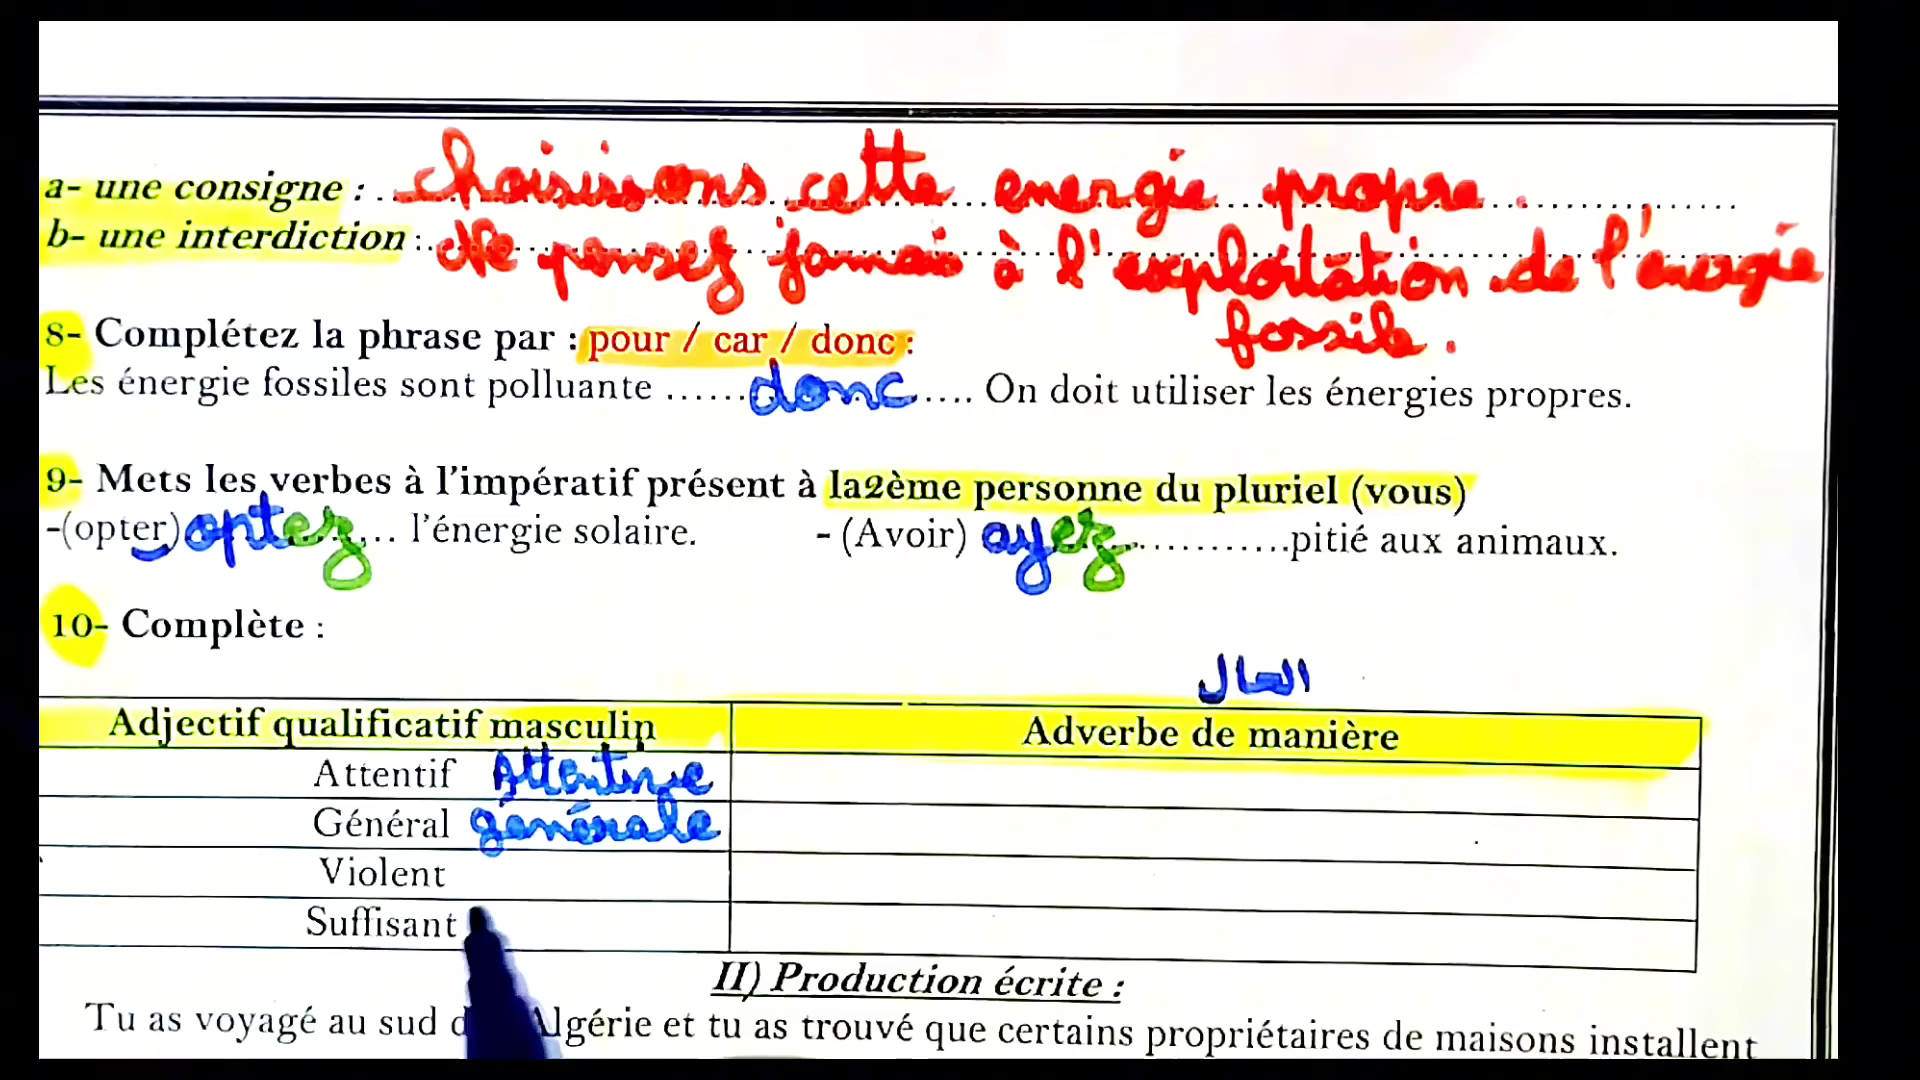 a- une consigne : choisissons cette energie propre.
b- une interdiction : Ne pensez jamais à l'exploitation de l'énergie
fossile.
8- Complétez la phrase par : pour / car / donc :
Les énergie fossiles sont polluante ...... donc ..... On doit utiliser les énergies propres.
9- Mets les verbes à l'impératif présent à la2ème personne du pluriel (vous)
-(opter) optez ... l'énergie solaire. - (Avoir) ayez ............pitié aux animaux.
10- Complète :
الحال
Adjectif qualificatif masculin Adverbe de manière
Attentif Attentive
Général générale
Violent
Suffisant
II) Production écrite :
Tu as voyagé au sud Algérie et tu as trouvé que certains propriétaires de maisons installent